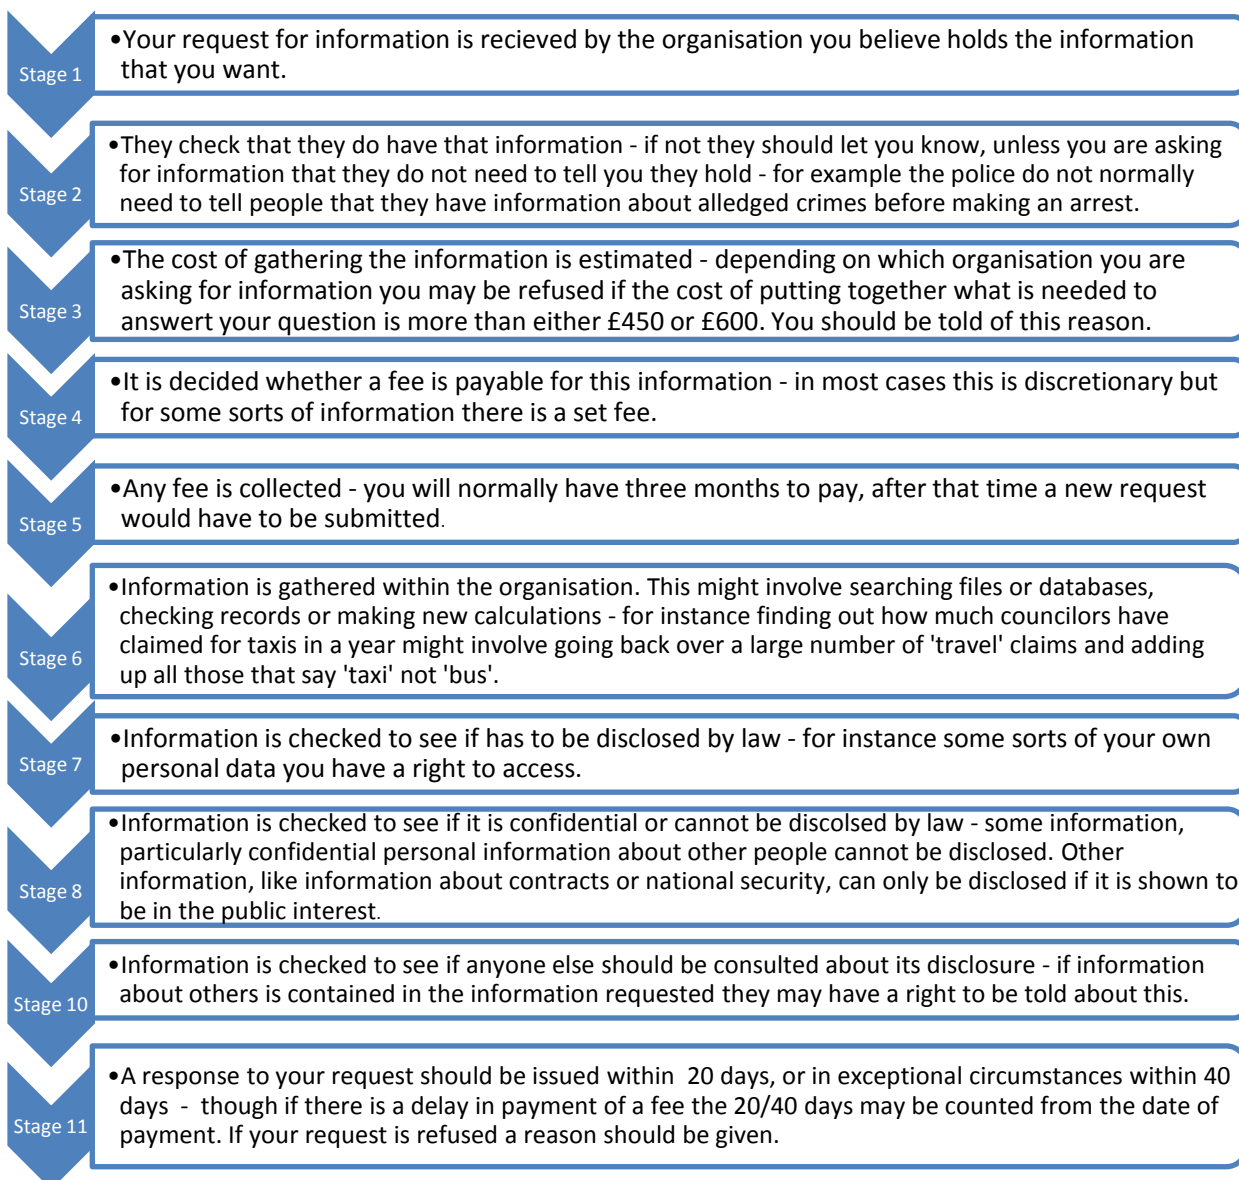 Stage 1
•Your request for information is recieved by the organisation you believe holds the information
that you want.
Stage 2
•They check that they do have that information - if not they should let you know, unless you are asking
for information that they do not need to tell you they hold - for example the police do not normally
need to tell people that they have information about alledged crimes before making an arrest.
Stage 3
•The cost of gathering the information is estimated - depending on which organisation you are
asking for information you may be refused if the cost of putting together what is needed to
answert your question is more than either £450 or £600. You should be told of this reason.
Stage 4
•It is decided whether a fee is payable for this information - in most cases this is discretionary but
for some sorts of information there is a set fee.
Stage 5
•Any fee is collected - you will normally have three months to pay, after that time a new request
would have to be submitted.
Stage 6
•Information is gathered within the organisation. This might involve searching files or databases,
checking records or making new calculations - for instance finding out how much councilors have
claimed for taxis in a year might involve going back over a large number of 'travel' claims and adding
up all those that say 'taxi' not 'bus'.
Stage 7
•Information is checked to see if has to be disclosed by law - for instance some sorts of your own
personal data you have a right to access.
Stage 8
•Information is checked to see if it is confidential or cannot be discolsed by law - some information,
particularly confidential personal information about other people cannot be disclosed. Other
information, like information about contracts or national security, can only be disclosed if it is shown to
be in the public interest.
Stage 10
•Information is checked to see if anyone else should be consulted about its disclosure - if information
about others is contained in the information requested they may have a right to be told about this.
Stage 11
•A response to your request should be issued within  20 days, or in exceptional circumstances within 40
days  -  though if there is a delay in payment of a fee the 20/40 days may be counted from the date of
payment. If your request is refused a reason should be given.